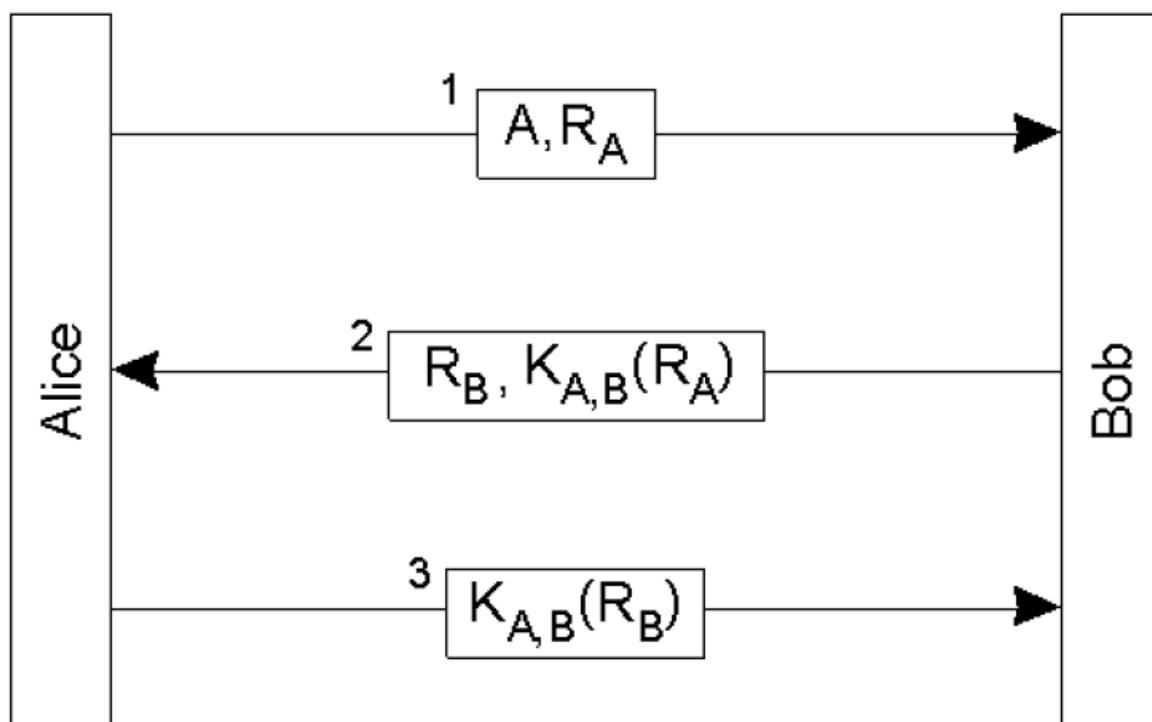 Alice
1
A, R_A
2
R_B, K_A,B(R_A)
3
K_A,B(R_B)
Bob